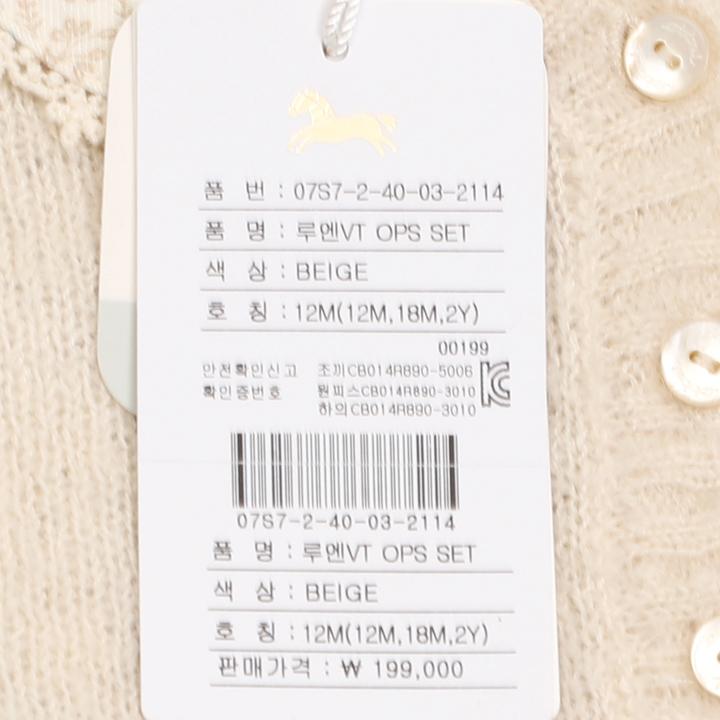 품 번 : 07S7-2-40-03-2114
품 명 : 루엔VT OPS SET
색 상 : BEIGE
호 칭 : 12M(12M,18M,2Y)
00199
안전확인신고 조끼CB014R890-5006
확인증번호 원피스CB014R890-3010
하의CB014R890-3010
07S7-2-40-03-2114
품 명 : 루엔VT OPS SET
색 상 : BEIGE
호 칭 : 12M(12M,18M,2Y)
판매가격 : ₩ 199,000